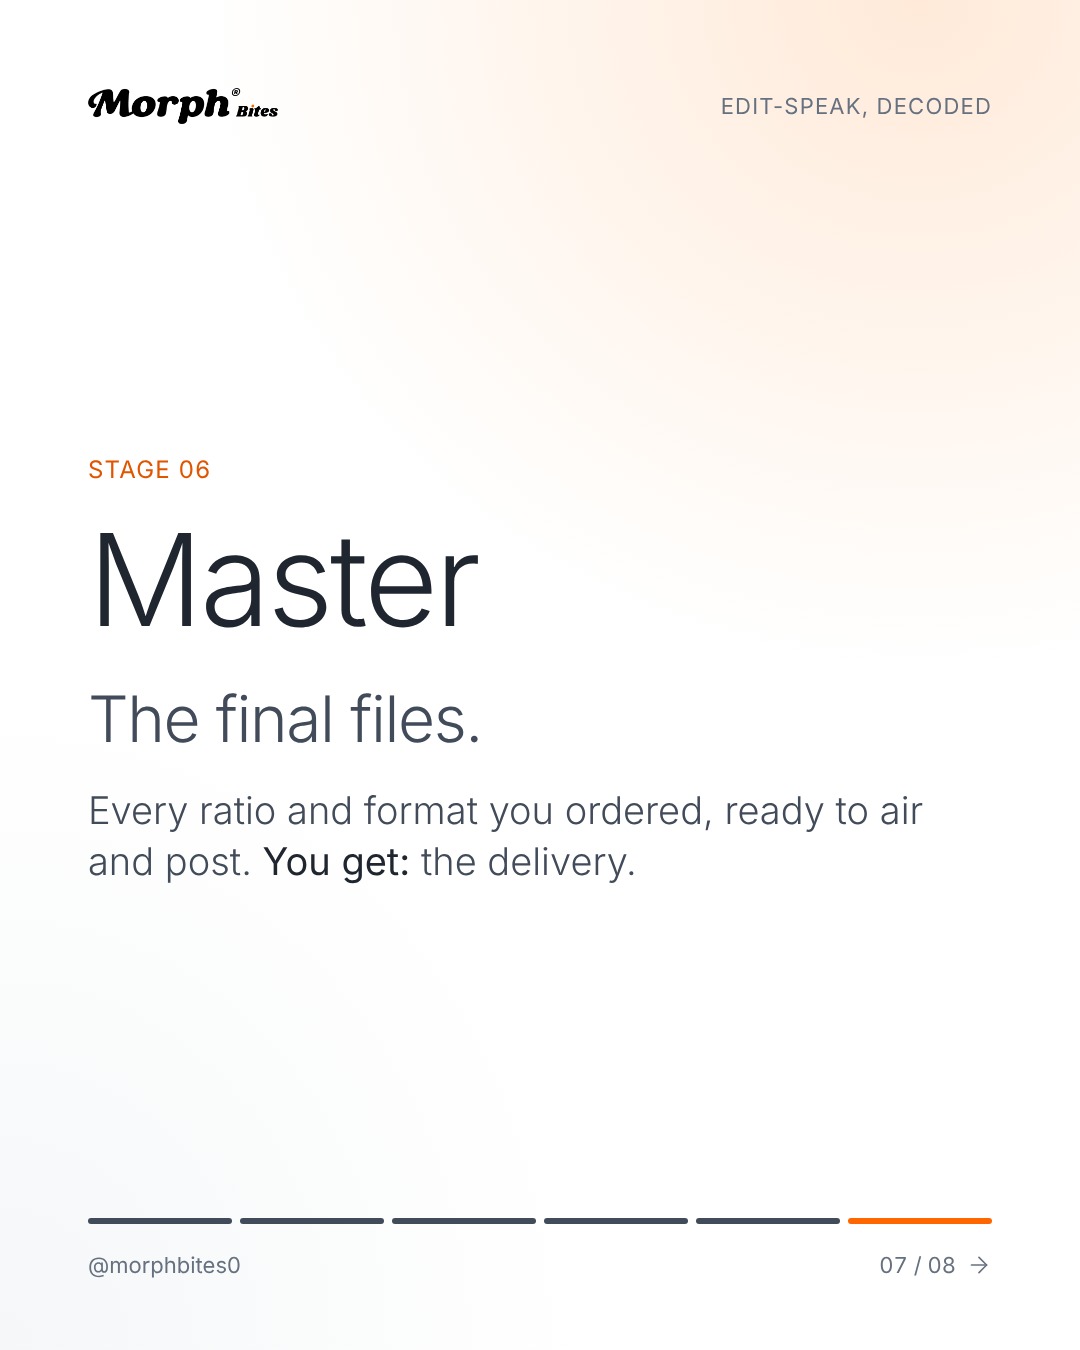 Morph® Bites
EDIT-SPEAK, DECODED
STAGE 06
Master
The final files.
Every ratio and format you ordered, ready to air
and post. You get: the delivery.
@morphbites0
07 / 08 →